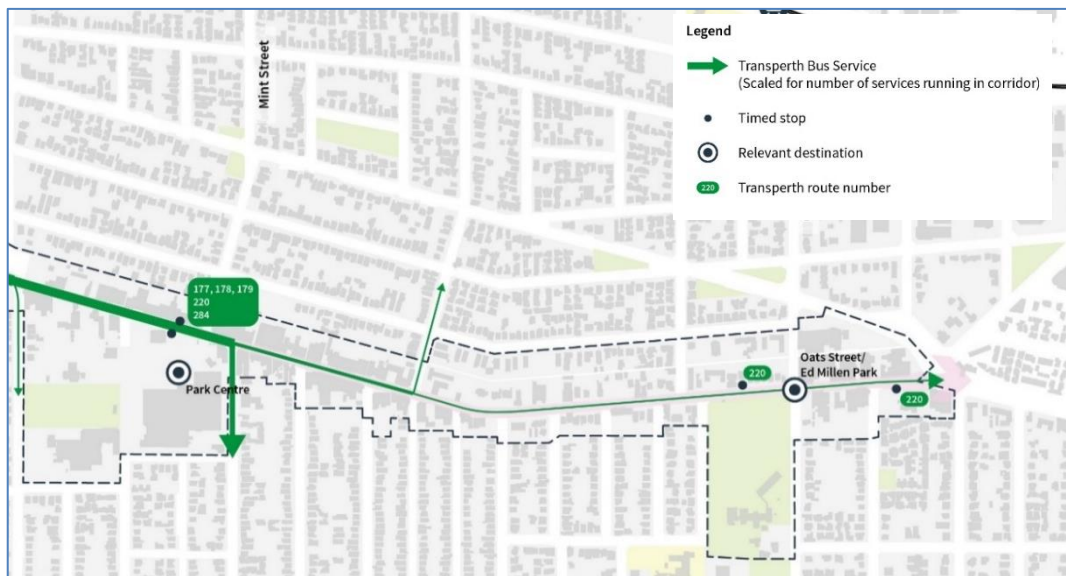 Mint Street
Legend
Transperth Bus Service
(Scaled for number of services running in corridor)
Timed stop
Relevant destination
220
Transperth route number
177, 178, 179
220
284
Park Centre
220
Oats Street/
Ed Millen Park
220